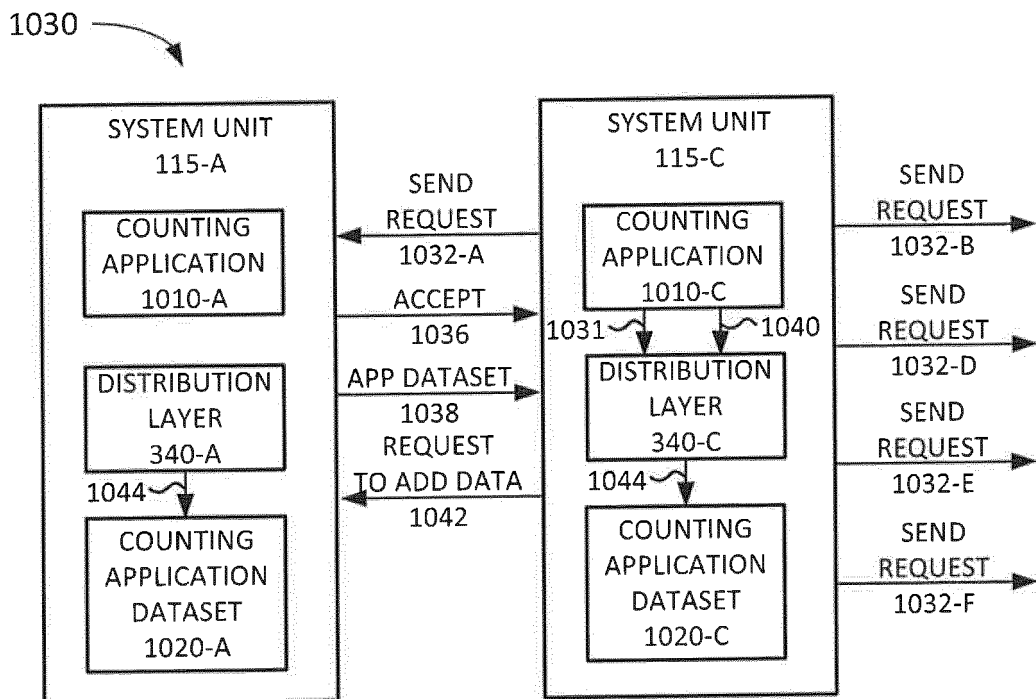 1030
SYSTEM UNIT
115-A
COUNTING
APPLICATION
1010-A
DISTRIBUTION
LAYER
340-A
1044
COUNTING
APPLICATION
DATASET
1020-A
SEND
REQUEST
1032-A
ACCEPT
1036
APP DATASET
1038
REQUEST
TO ADD DATA
1042
SYSTEM UNIT
115-C
COUNTING
APPLICATION
1010-C
1031
1040
DISTRIBUTION
LAYER
340-C
1044
COUNTING
APPLICATION
DATASET
1020-C
SEND
REQUEST
1032-B
SEND
REQUEST
1032-D
SEND
REQUEST
1032-E
SEND
REQUEST
1032-F